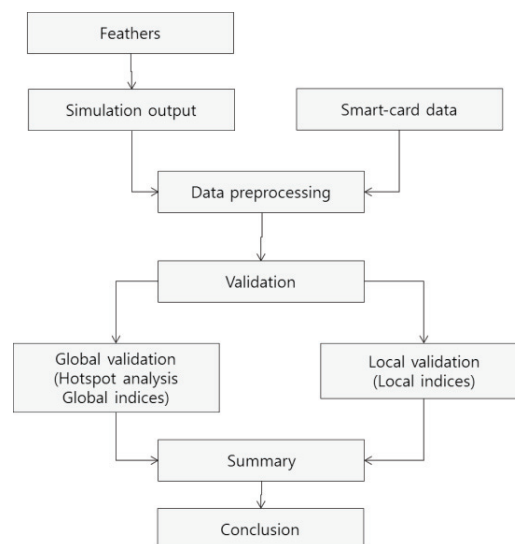 Feathers
Simulation output
Smart-card data
Data preprocessing
Validation
Global validation
(Hotspot analysis
Global indices)
Local validation
(Local indices)
Summary
Conclusion